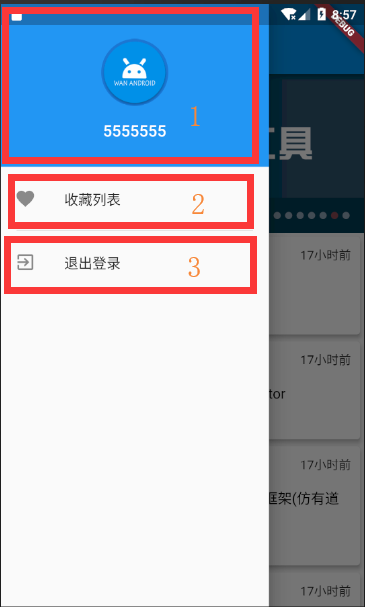 8:57
DEBUG
WAN ANDROID
1
5555555
工具
收藏列表
2
17小时前
退出登录
3
17小时前
tor
17小时前
框架(仿有道
17小时前